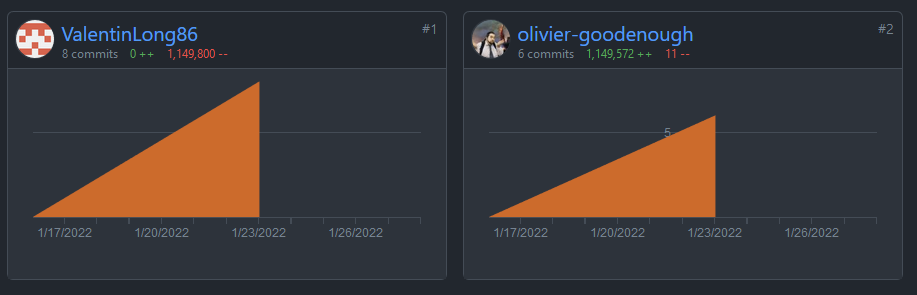 ValentinLong86
#1
8 commits 0 ++ 1,149,800 --
1/17/2022 1/20/2022 1/23/2022 1/26/2022
olivier-goodenough
#2
6 commits 1,149,572 ++ 11 --
5
1/17/2022 1/20/2022 1/23/2022 1/26/2022